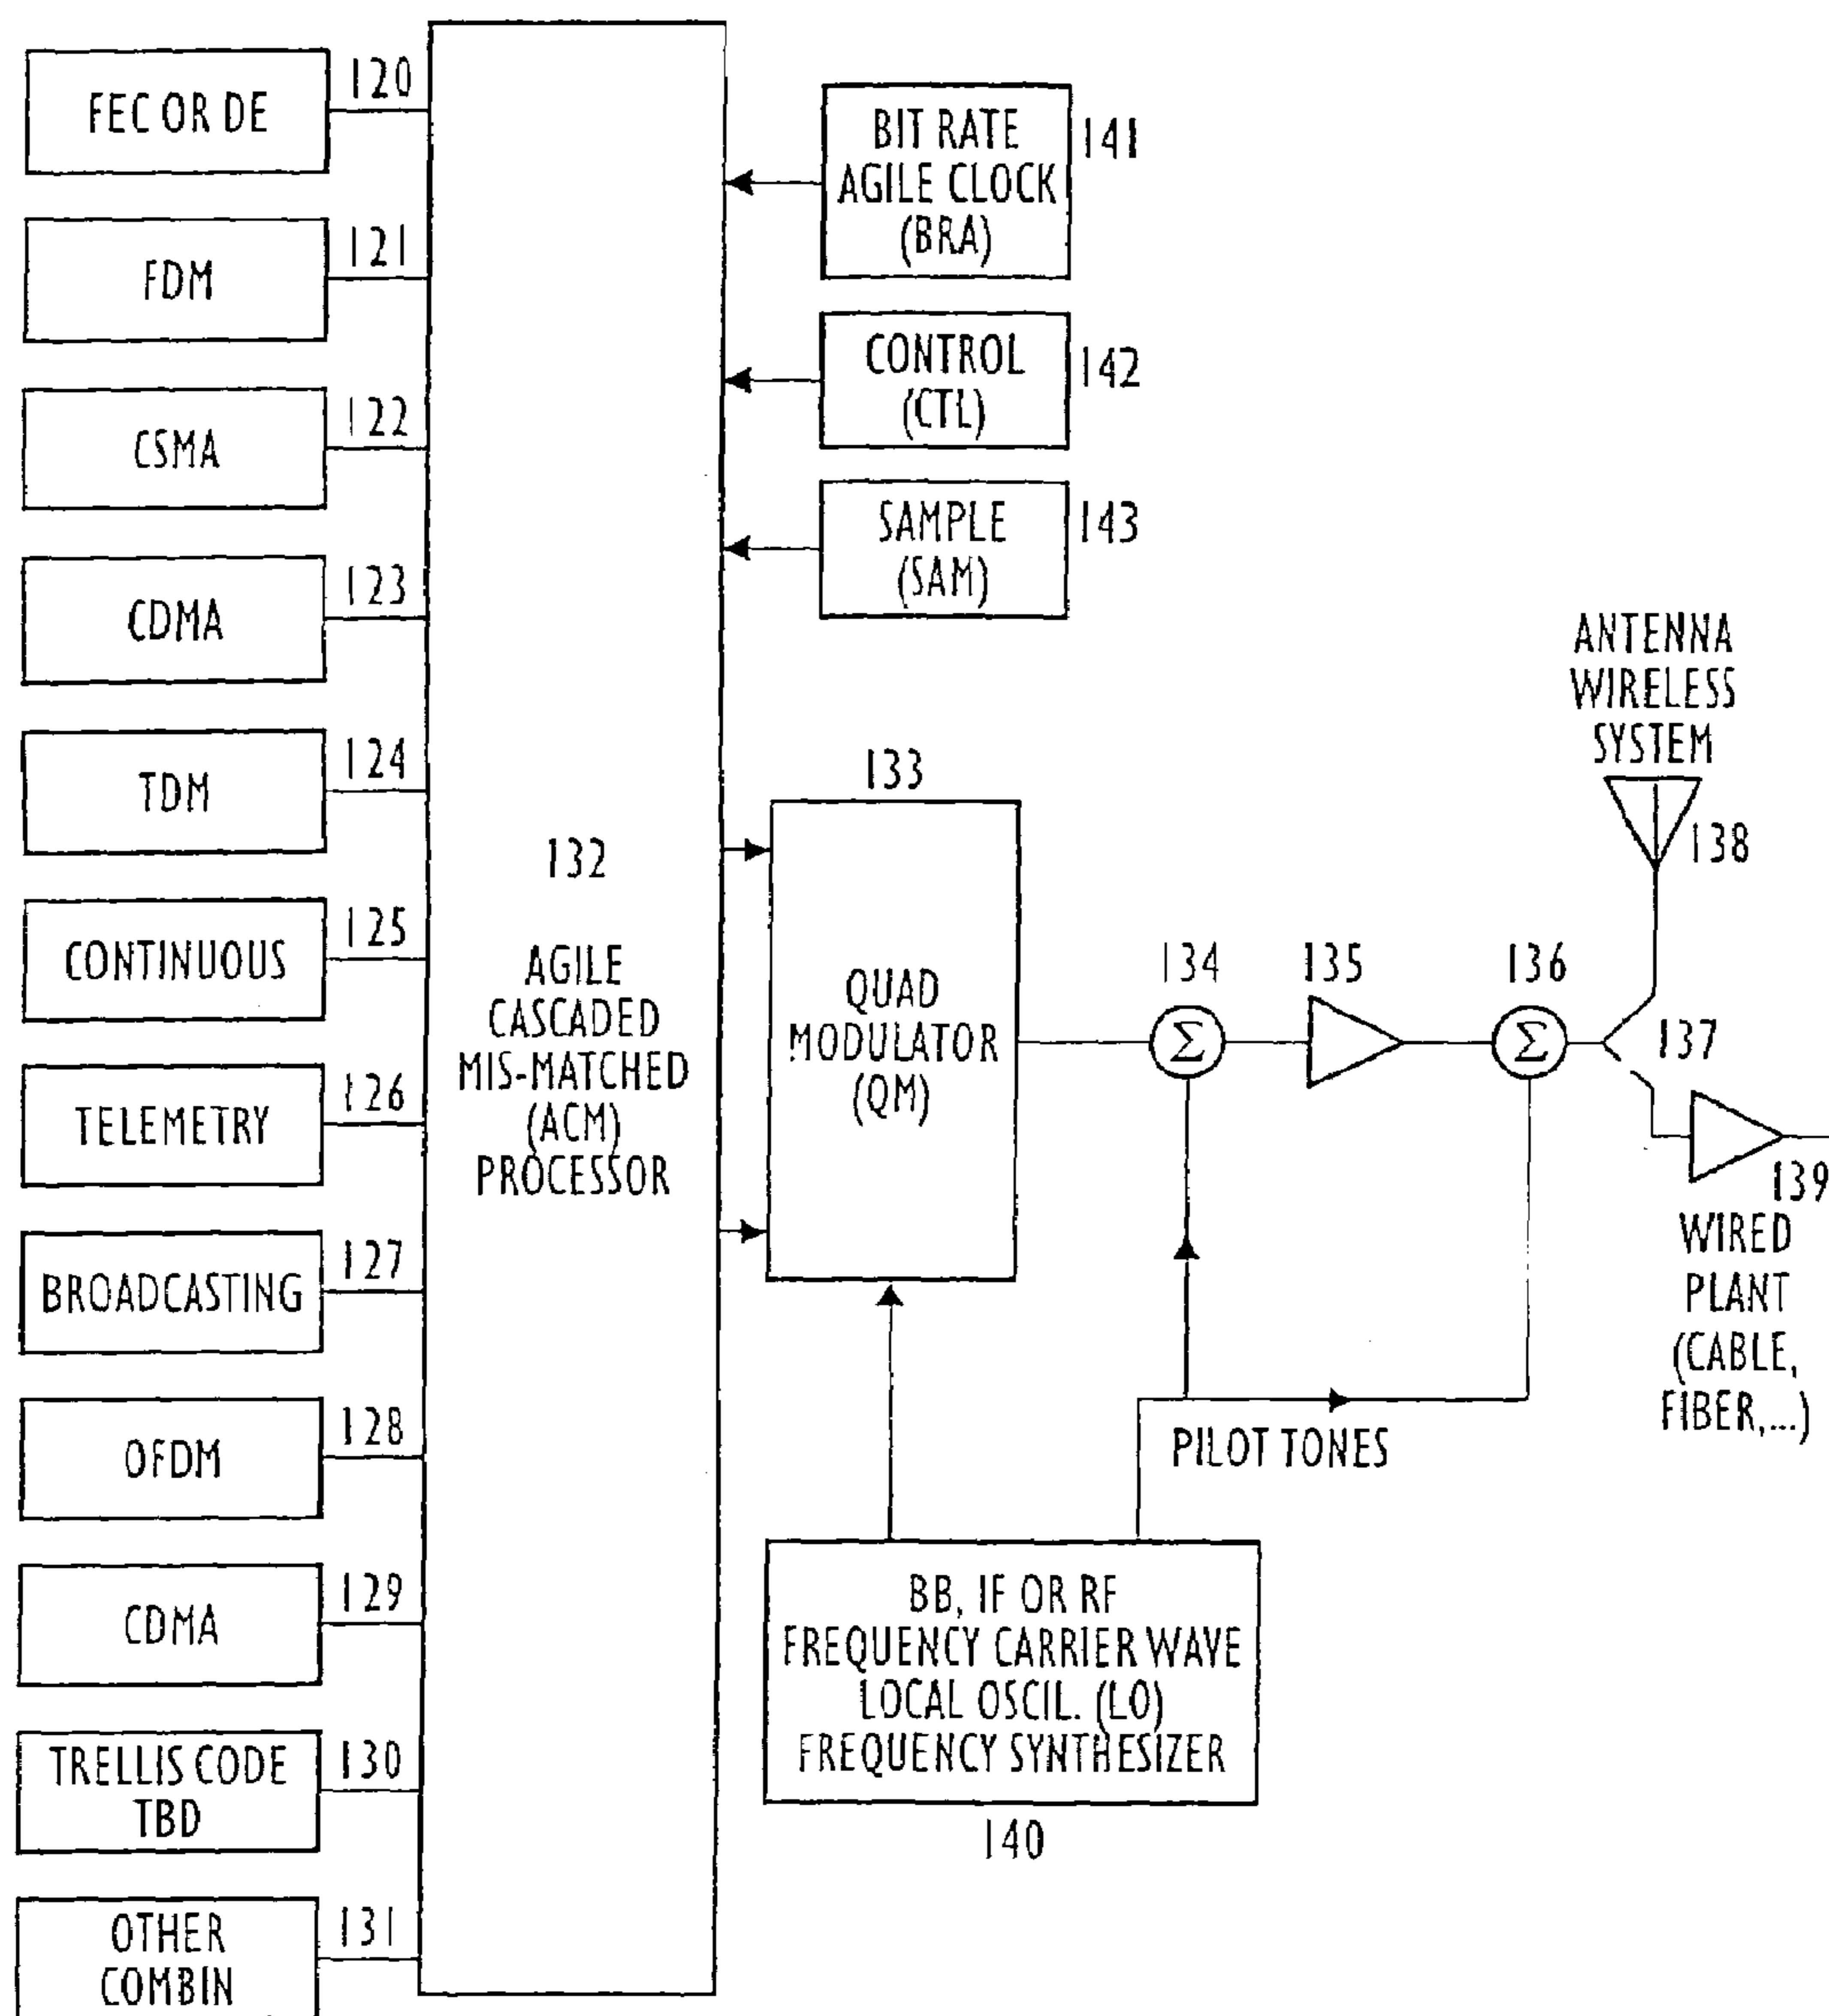 FEC OR DE
120
FDM
121
CSMA
122
CDMA
123
TDM
124
CONTINUOUS
125
TELEMETRY
126
BROADCASTING
127
OFDM
128
CDMA
129
TRELLIS CODE
TBD
130
OTHER
COMBIN
131
132
AGILE
CASCADED
MIS-MATCHED
(ACM)
PROCESSOR
BIT RATE
AGILE CLOCK
(BRA)
141
CONTROL
(CTL)
142
SAMPLE
(SAM)
143
133
QUAD
MODULATOR
(QM)
134
Σ
135
136
Σ
137
ANTENNA
WIRELESS
SYSTEM
138
139
WIRED
PLANT
(CABLE,
FIBER,...)
PILOT TONES
BB, IF OR RF
FREQUENCY CARRIER WAVE
LOCAL OSCIL. (LO)
FREQUENCY SYNTHESIZER
140